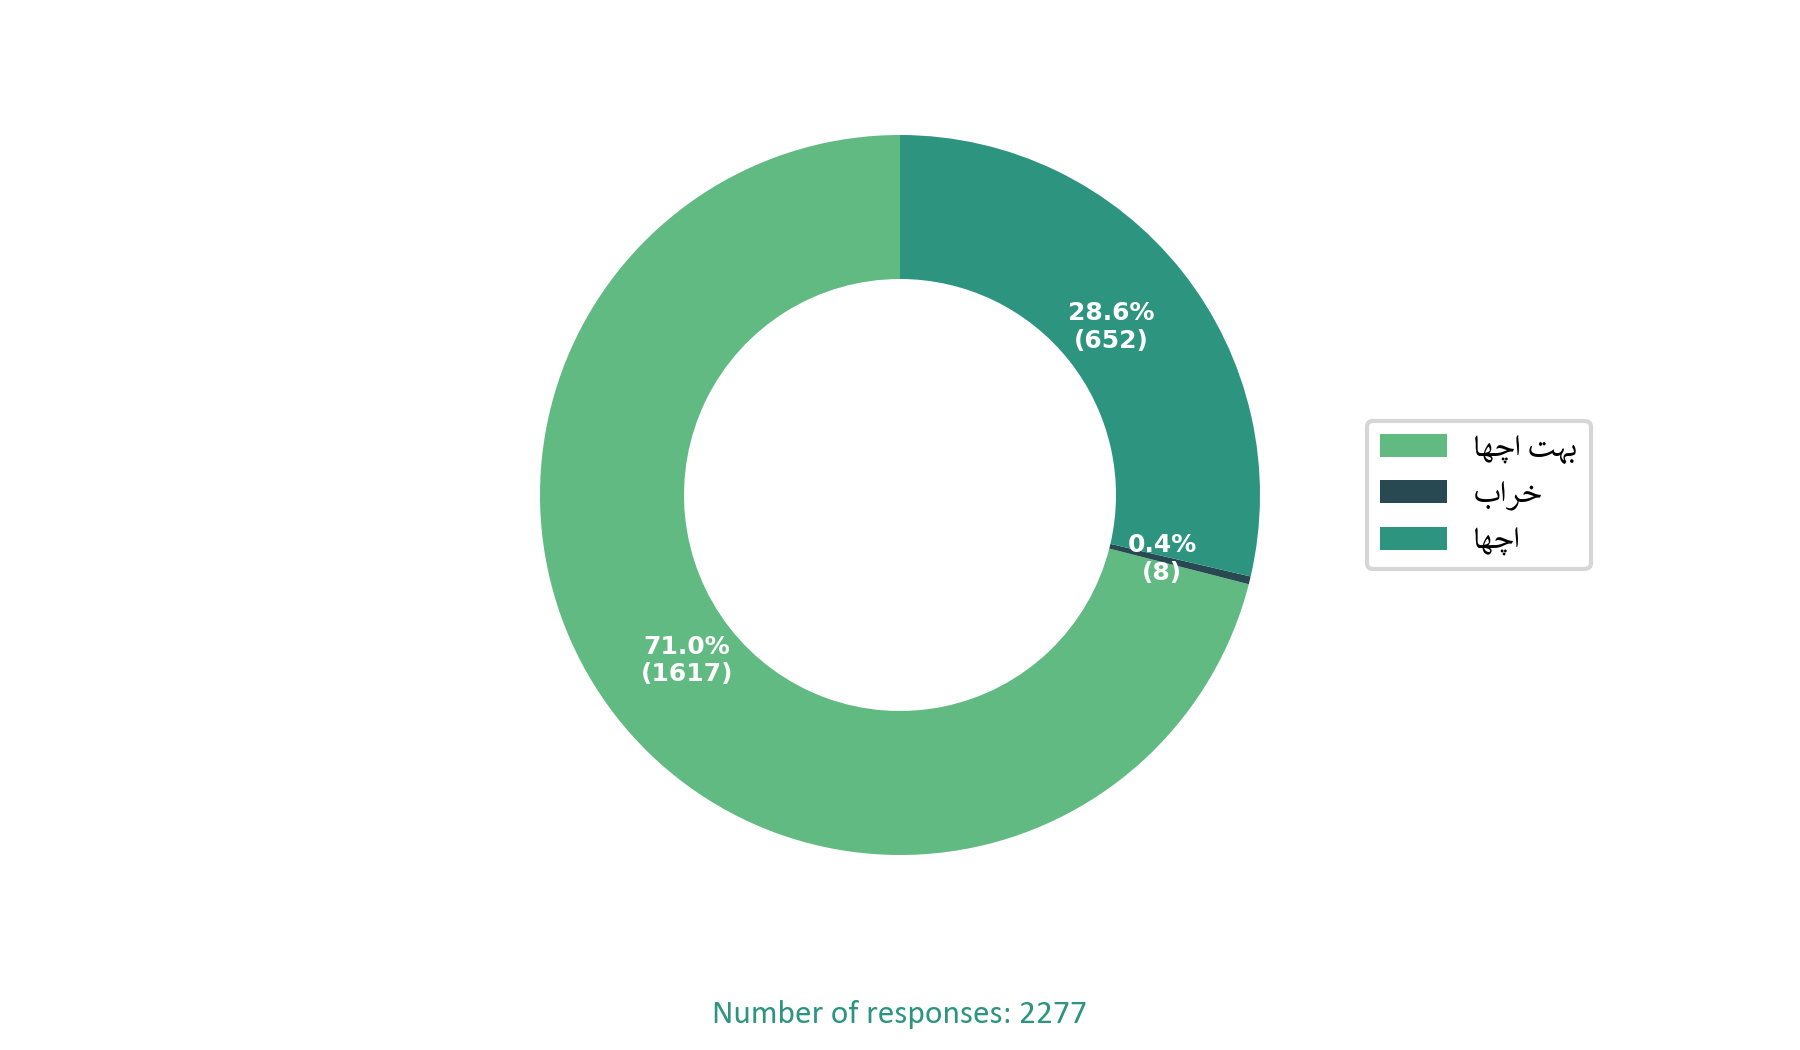 28.6%
(652)
0.4%
(8)
71.0%
(1617)
بہت اچھا
خراب
اچھا
Number of responses: 2277